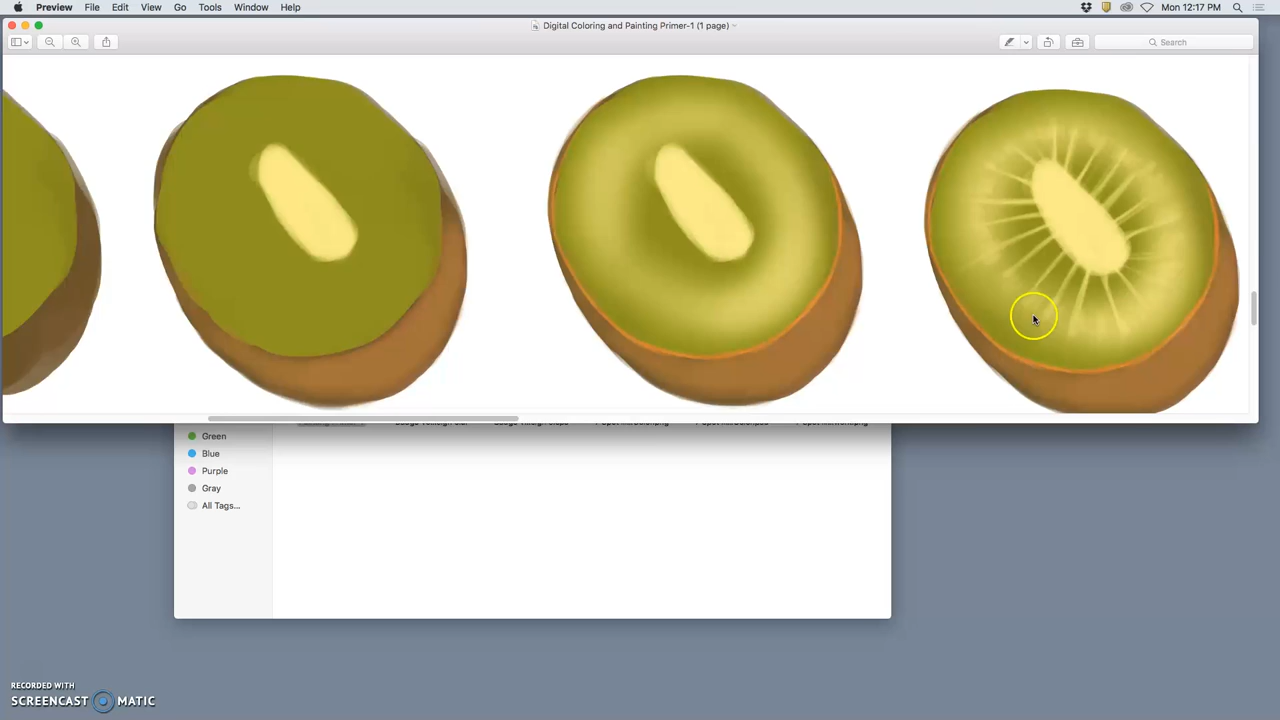 Preview File Edit View Go Tools Window Help Mon 12:17 PM
Digital Coloring and Painting Primer-1 (1 page)
Search
Green
Blue
Purple
Gray
All Tags...
RECORDED WITH
SCREENCAST MATIC